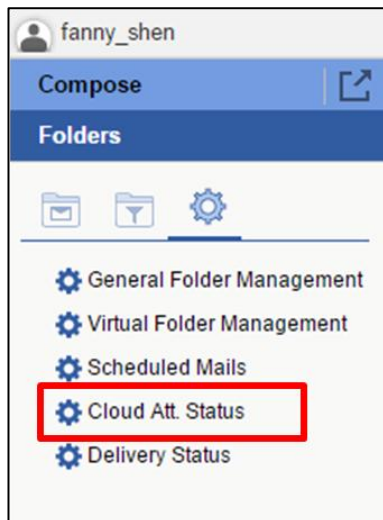 fanny_shen
Compose
Folders
General Folder Management
Virtual Folder Management
Scheduled Mails
Cloud Att. Status
Delivery Status